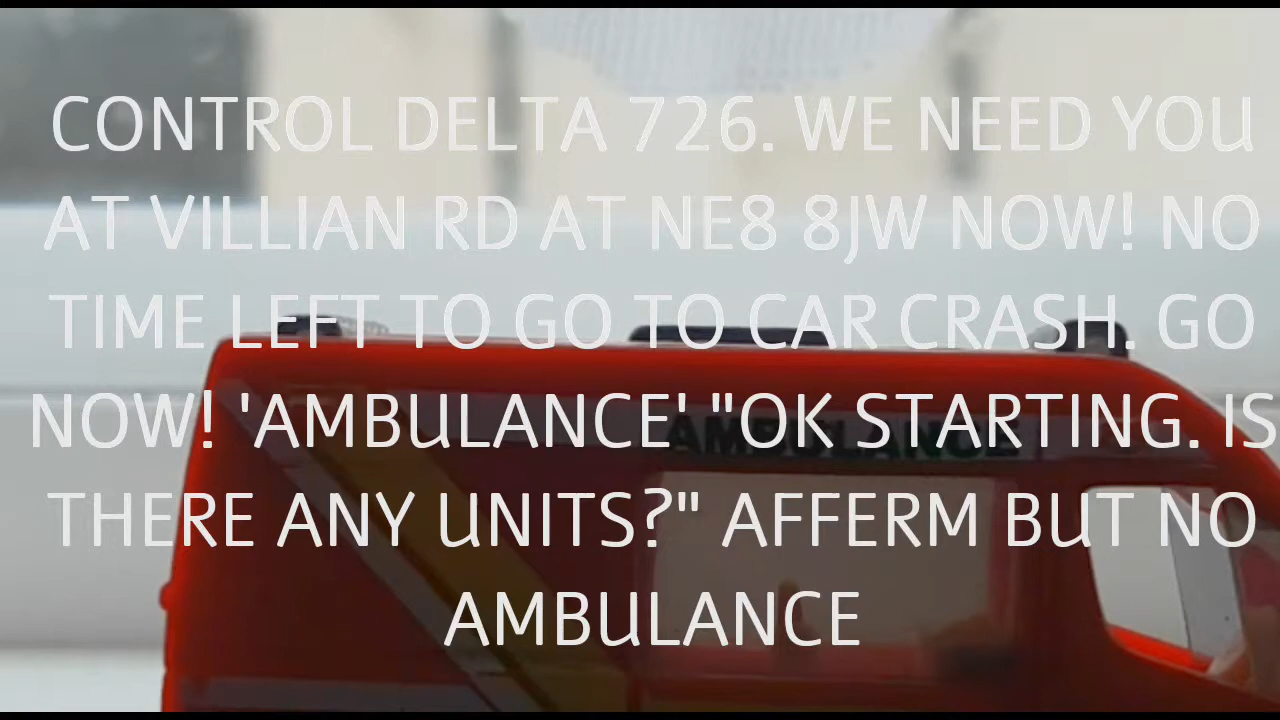 CONTROL DELTA 726. WE NEED YOU
AT VILLIAN RD AT NE8 8JW NOW! NO
TIME LEFT TO GO TO CAR CRASH. GO
NOW! 'AMBULANCE' "OK STARTING. IS
THERE ANY UNITS?" AFFERM BUT NO
AMBULANCE
AMBULANCE